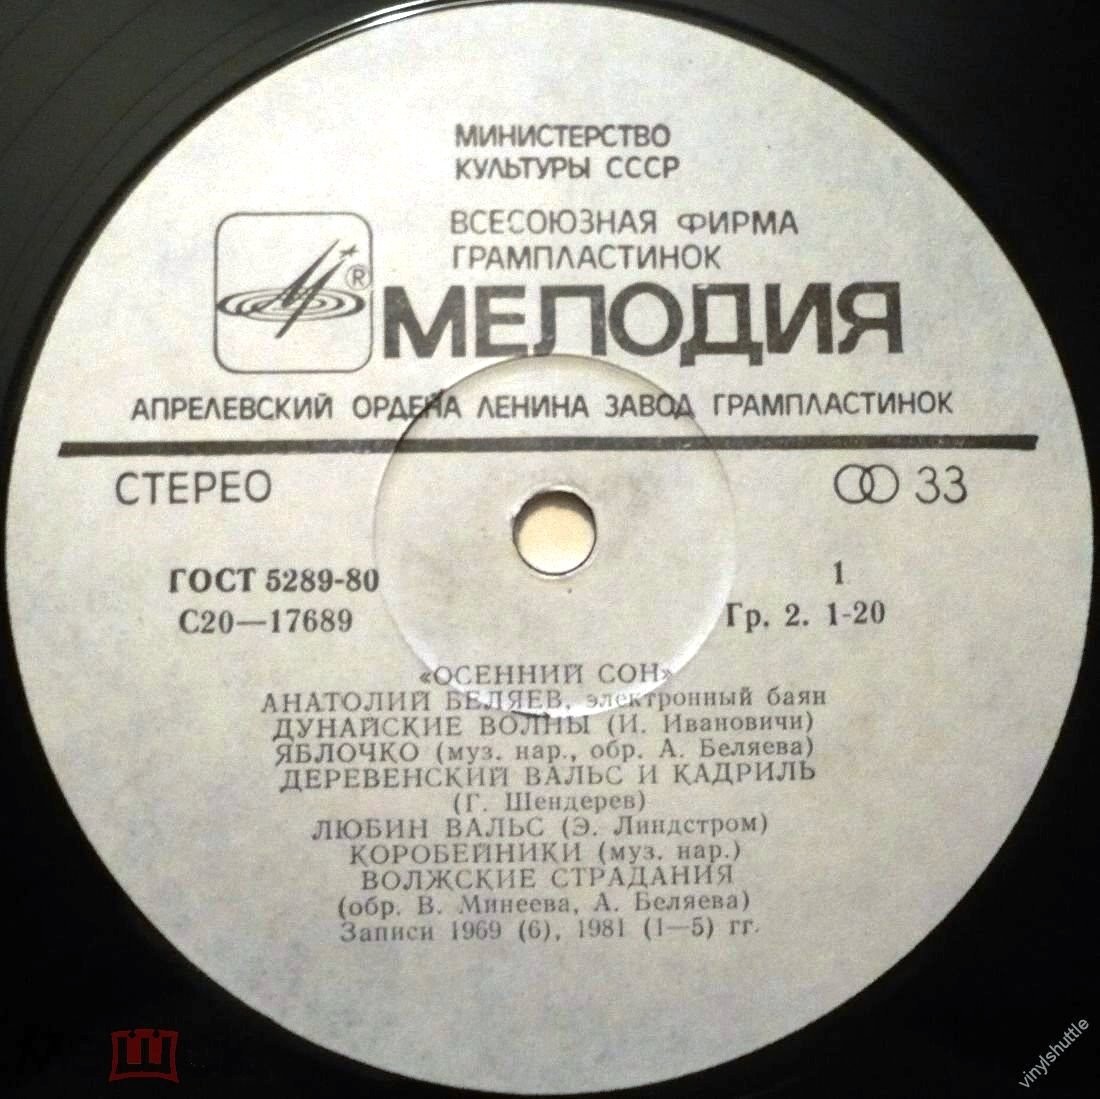 МИНИСТЕРСТВО
КУЛЬТУРЫ СССР
ВСЕСОЮЗНАЯ ФИРМА
ГРАМПЛАСТИНОК
®
МЕЛОДИЯ
АПРЕЛЕВСКИЙ ОРДЕНА ЛЕНИНА ЗАВОД ГРАМПЛАСТИНОК
СТЕРЕО
33
ГОСТ 5289-80
1
С20—17689
Гр. 2. 1-20
«ОСЕННИЙ СОН»
АНАТОЛИЙ БЕЛЯЕВ, электронный баян
ДУНАЙСКИЕ ВОЛНЫ (И. Ивановичи)
ЯБЛОЧКО (муз. нар., обр. А. Беляева)
ДЕРЕВЕНСКИЙ ВАЛЬС И КАДРИЛЬ
(Г. Шендерев)
ЛЮБИН ВАЛЬС (Э. Линдстром)
КОРОБЕЙНИКИ (муз. нар.)
ВОЛЖСКИЕ СТРАДАНИЯ
(обр. В. Минеева, А. Беляева)
Записи 1969 (6), 1981 (1—5) гг.
vinylshuttle